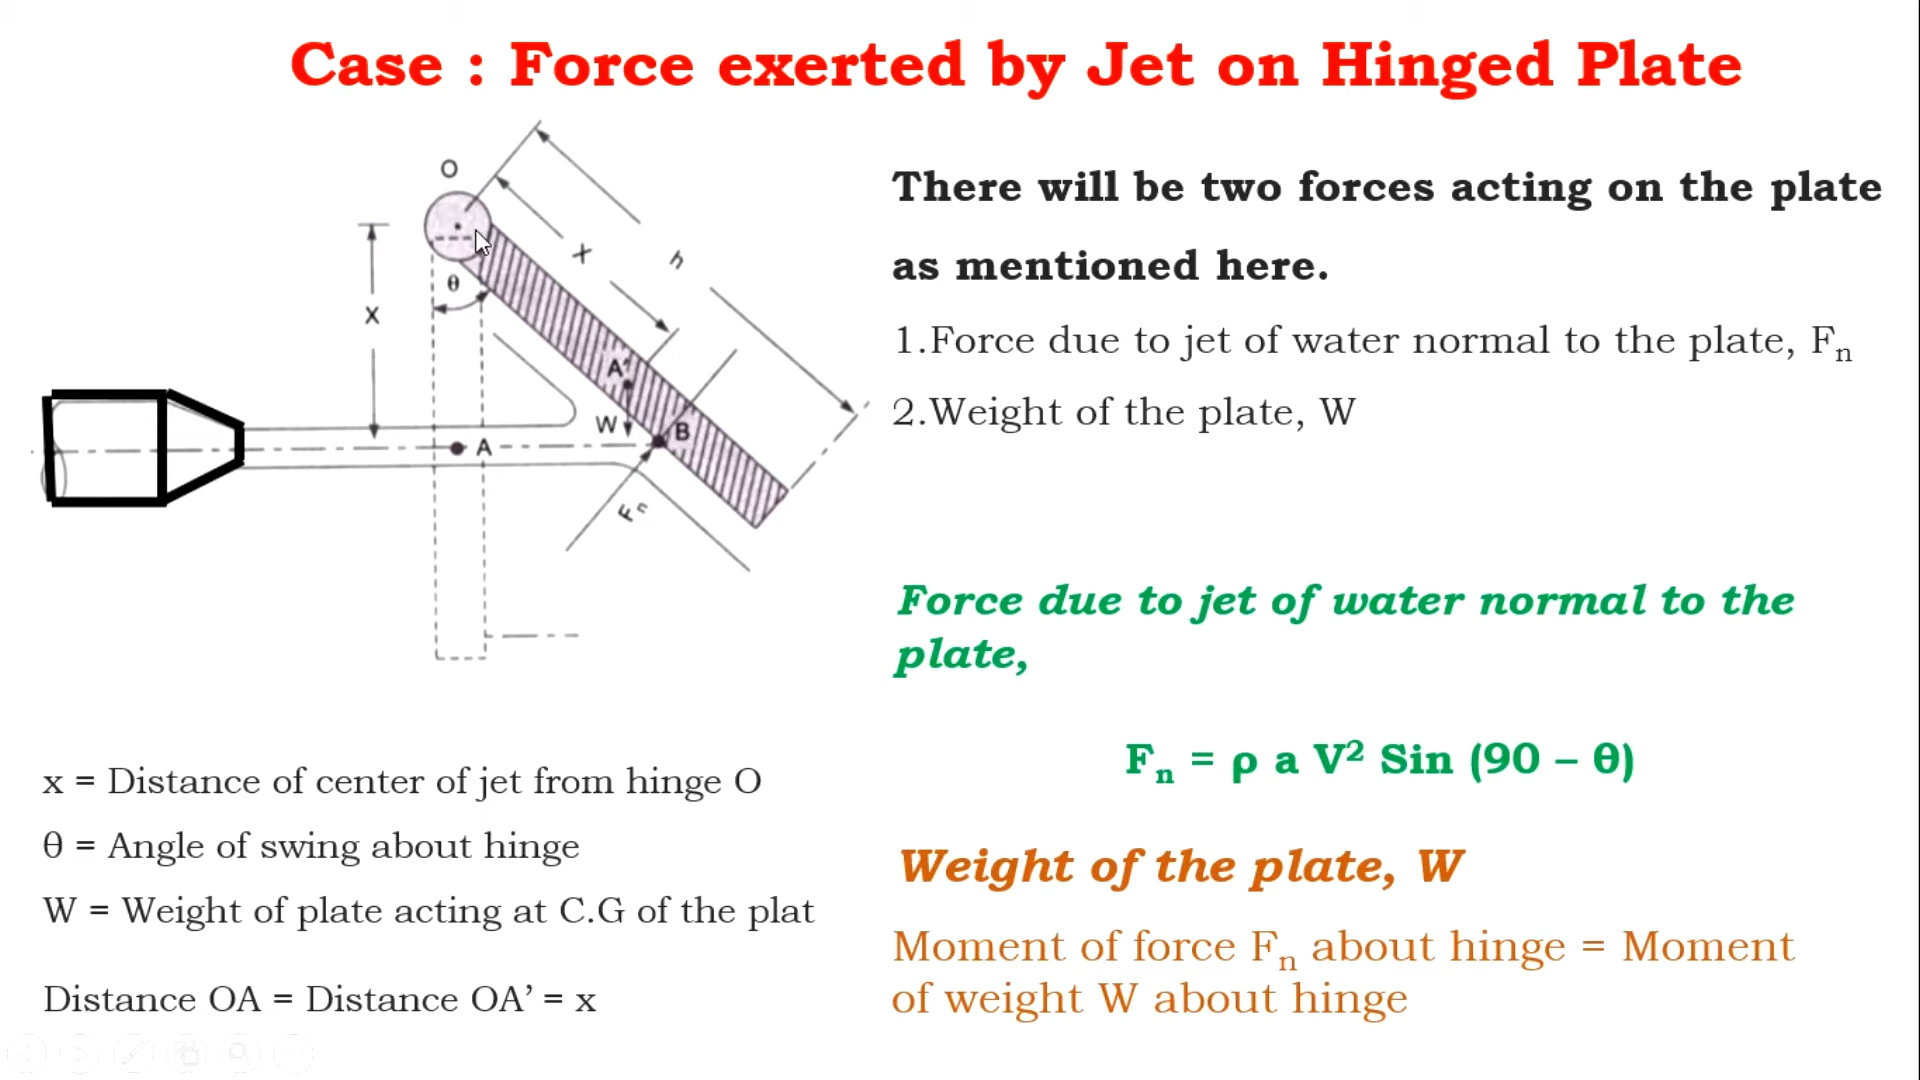 Case : Force exerted by Jet on Hinged Plate
O
X
h
θ
X
A'
W
B
A
Fn
There will be two forces acting on the plate
as mentioned here.
1.Force due to jet of water normal to the plate, Fn
2.Weight of the plate, W
Force due to jet of water normal to the
plate,
Fn = ρ a V² Sin (90 – θ)
Weight of the plate, W
Moment of force Fn about hinge = Moment
of weight W about hinge
x = Distance of center of jet from hinge O
θ = Angle of swing about hinge
W = Weight of plate acting at C.G of the plat
Distance OA = Distance OA’ = x